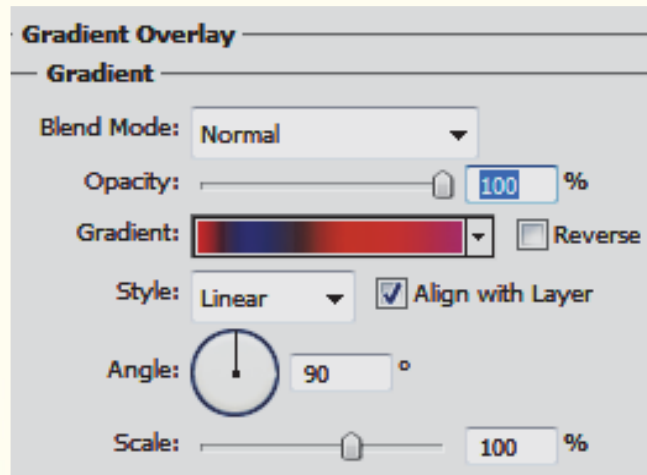 Gradient Overlay
Gradient
Blend Mode: Normal
Opacity: 100 %
Gradient: Reverse
Style: Linear Align with Layer
Angle: 90 °
Scale: 100 %